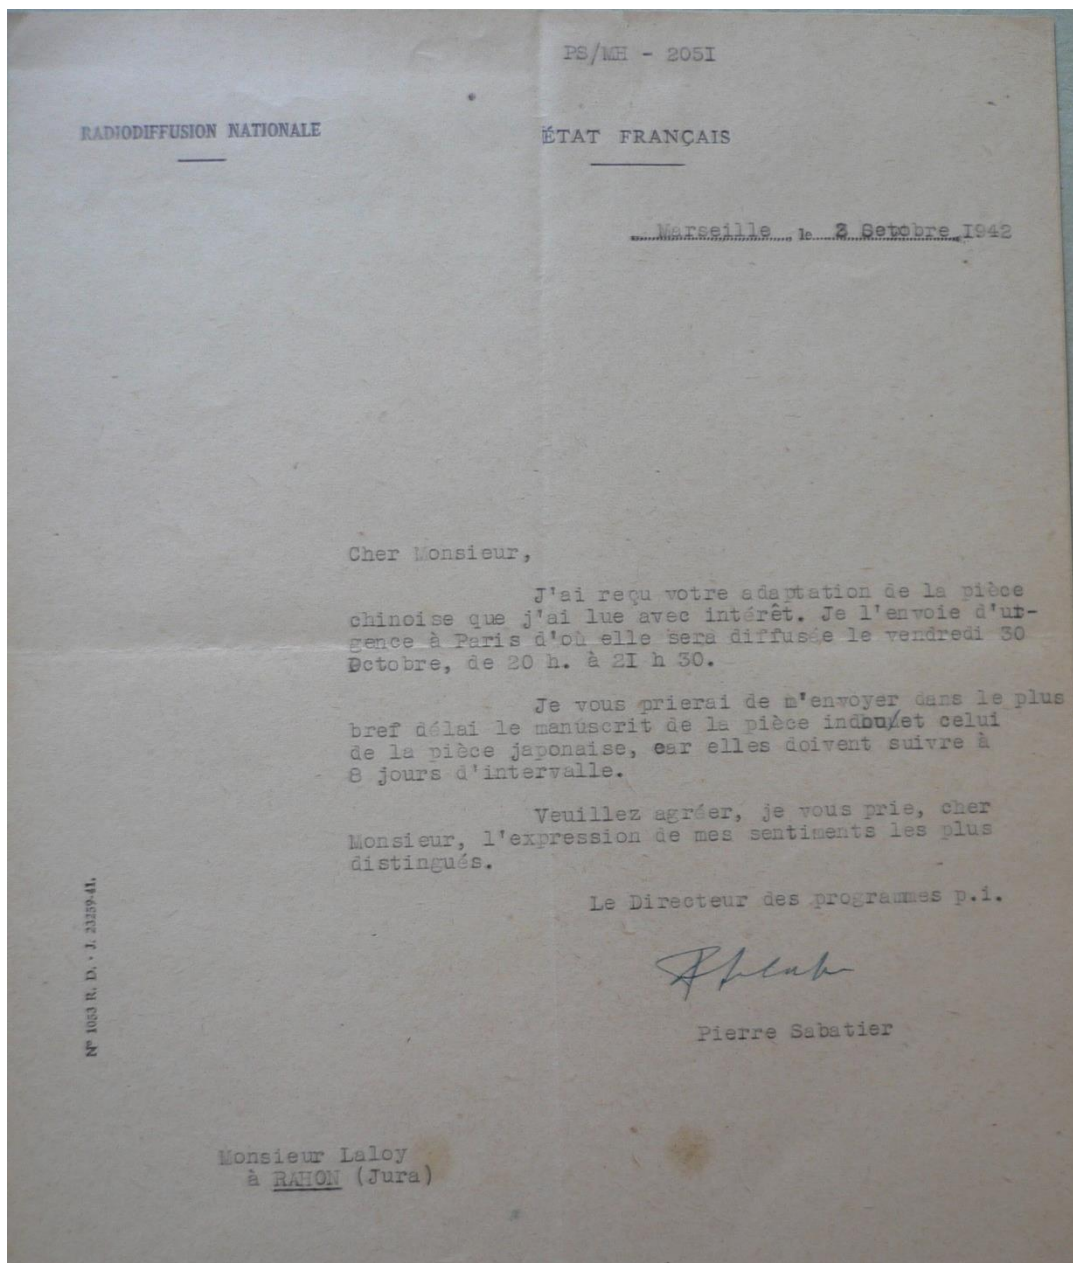 PS/MH - 205I
RADIODIFFUSION NATIONALE
ÉTAT FRANÇAIS
Marseille, le 2 Octobre I942
Cher Monsieur,
J'ai reçu votre adaptation de la pièce
chinoise que j'ai lue avec intérêt. Je l'envoie d'ur-
gence à Paris d'où elle sera diffusée le vendredi 30
Octobre, de 20 h. à 2I h 30.
Je vous prierai de m'envoyer dans le plus
bref délai le manuscrit de la pièce indou/et celui
de la pièce japonaise, car elles doivent suivre à
8 jours d'intervalle.
Veuillez agréer, je vous prie, cher
Monsieur, l'expression de mes sentiments les plus
distingués.
Le Directeur des programmes p.i.
Pierre Sabatier
Monsieur Laloy
à RAHON (Jura)
N° 1053 R. D. - J. 23259-41.